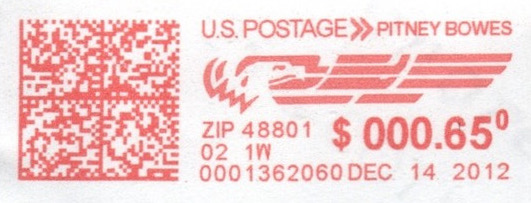 U.S. POSTAGE >> PITNEY BOWES
ZIP 48801 $ 000.65⁰
02 1W
0001362060 DEC 14 2012